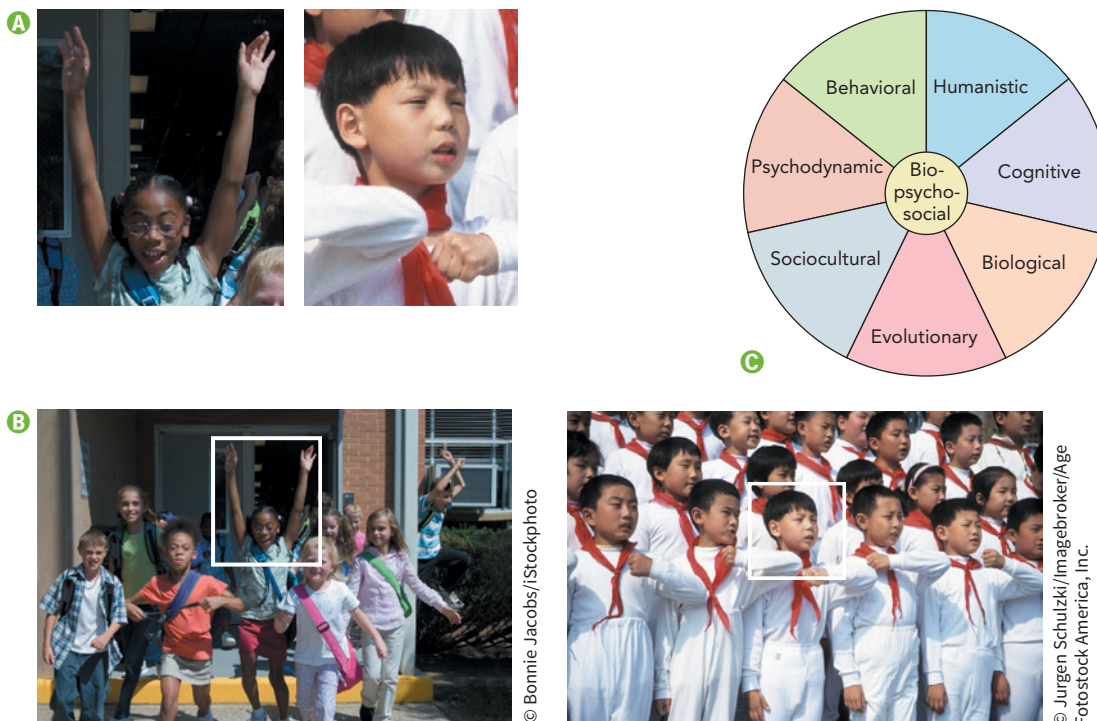 A
C
Behavioral
Humanistic
Psychodynamic
Cognitive
Bio-
psycho-
social
Sociocultural
Biological
Evolutionary
B
© Bonnie Jacobs/iStockphoto
© Jurgen Schulzki/Imagebroker/Age
Fotostock America, Inc.